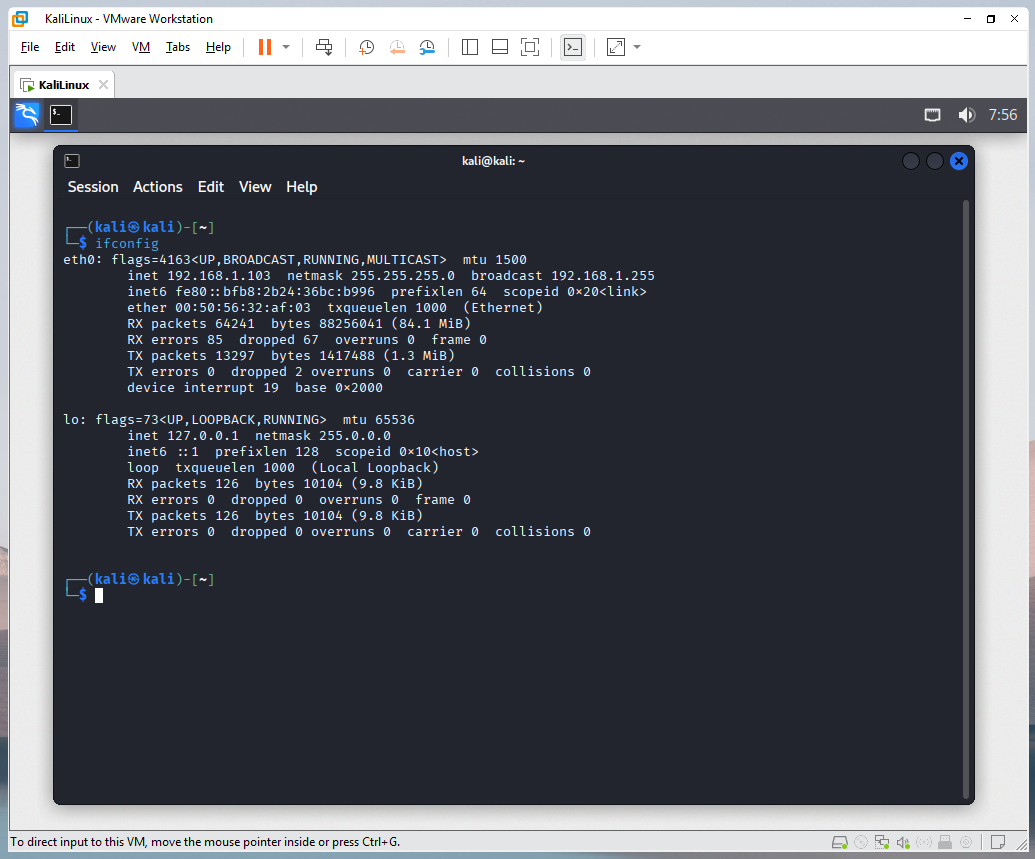 KaliLinux - VMware Workstation
File Edit View VM Tabs Help
KaliLinux
7:56
kali@kali: ~
Session Actions Edit View Help
┌──(kali㉿kali)-[~]
└─$ ifconfig
eth0: flags=4163<UP,BROADCAST,RUNNING,MULTICAST>  mtu 1500
        inet 192.168.1.103  netmask 255.255.255.0  broadcast 192.168.1.255
        inet6 fe80::bfb8:2b24:36bc:b996  prefixlen 64  scopeid 0×20<link>
        ether 00:50:56:32:af:03  txqueuelen 1000  (Ethernet)
        RX packets 64241  bytes 88256041 (84.1 MiB)
        RX errors 85  dropped 67  overruns 0  frame 0
        TX packets 13297  bytes 1417488 (1.3 MiB)
        TX errors 0  dropped 2 overruns 0  carrier 0  collisions 0
        device interrupt 19  base 0×2000
lo: flags=73<UP,LOOPBACK,RUNNING>  mtu 65536
        inet 127.0.0.1  netmask 255.0.0.0
        inet6 ::1  prefixlen 128  scopeid 0×10<host>
        loop  txqueuelen 1000  (Local Loopback)
        RX packets 126  bytes 10104 (9.8 KiB)
        RX errors 0  dropped 0  overruns 0  frame 0
        TX packets 126  bytes 10104 (9.8 KiB)
        TX errors 0  dropped 0 overruns 0  carrier 0  collisions 0
┌──(kali㉿kali)-[~]
└─$
To direct input to this VM, move the mouse pointer inside or press Ctrl+G.